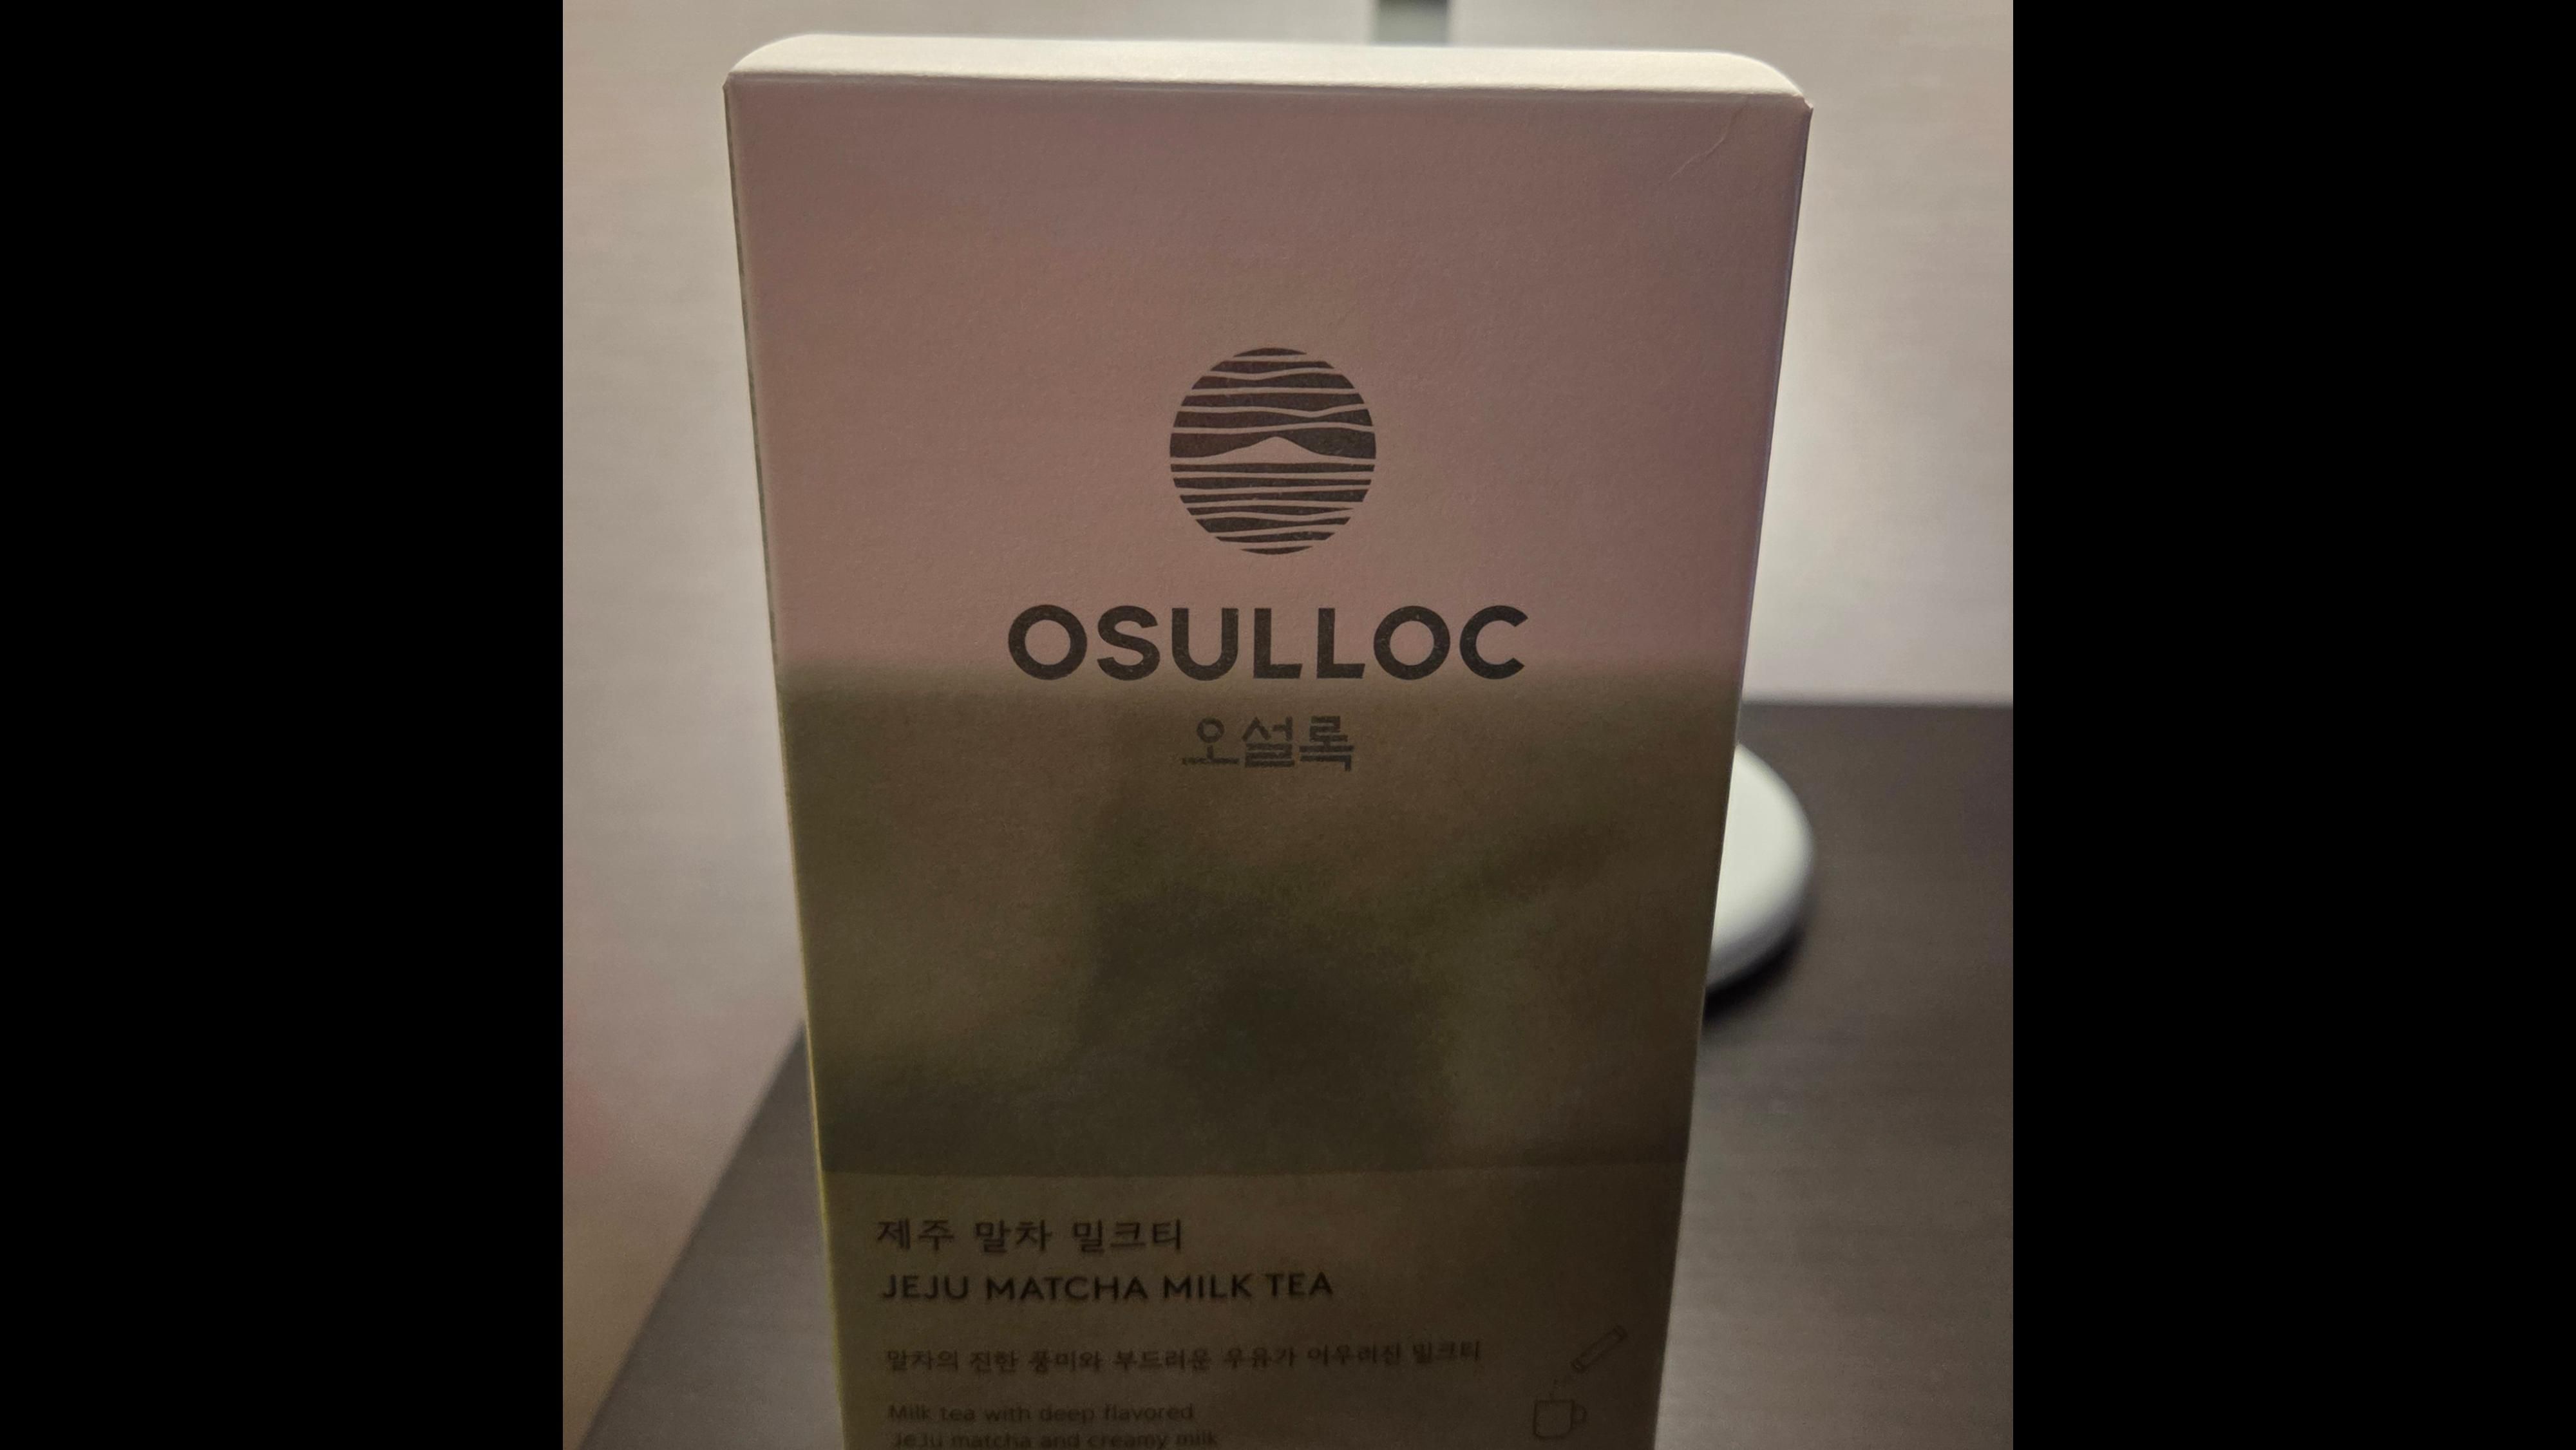 OSULLOC
오설록
제주 말차 밀크티
JEJU MATCHA MILK TEA
말차의 진한 풍미와 부드러운 우유가 어우러진 밀크티
Milk tea with deep flavored
Jeju matcha and creamy milk